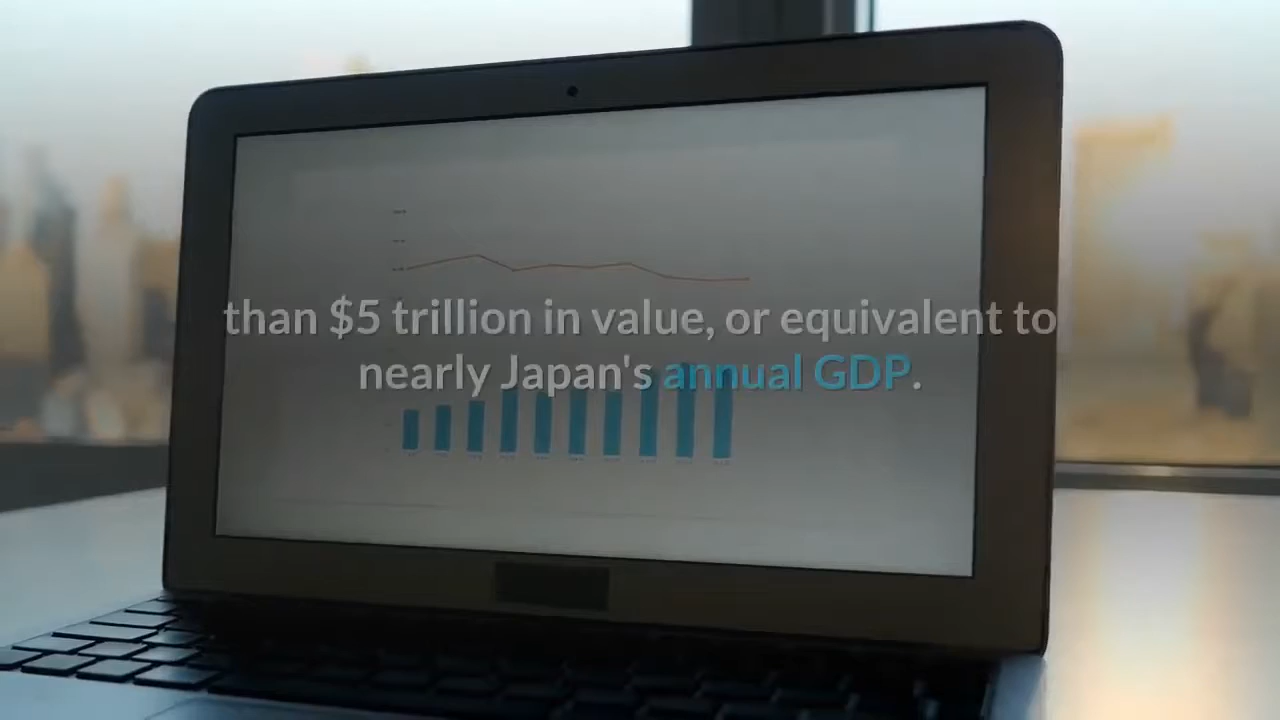 than $5 trillion in value, or equivalent to
nearly Japan's annual GDP.